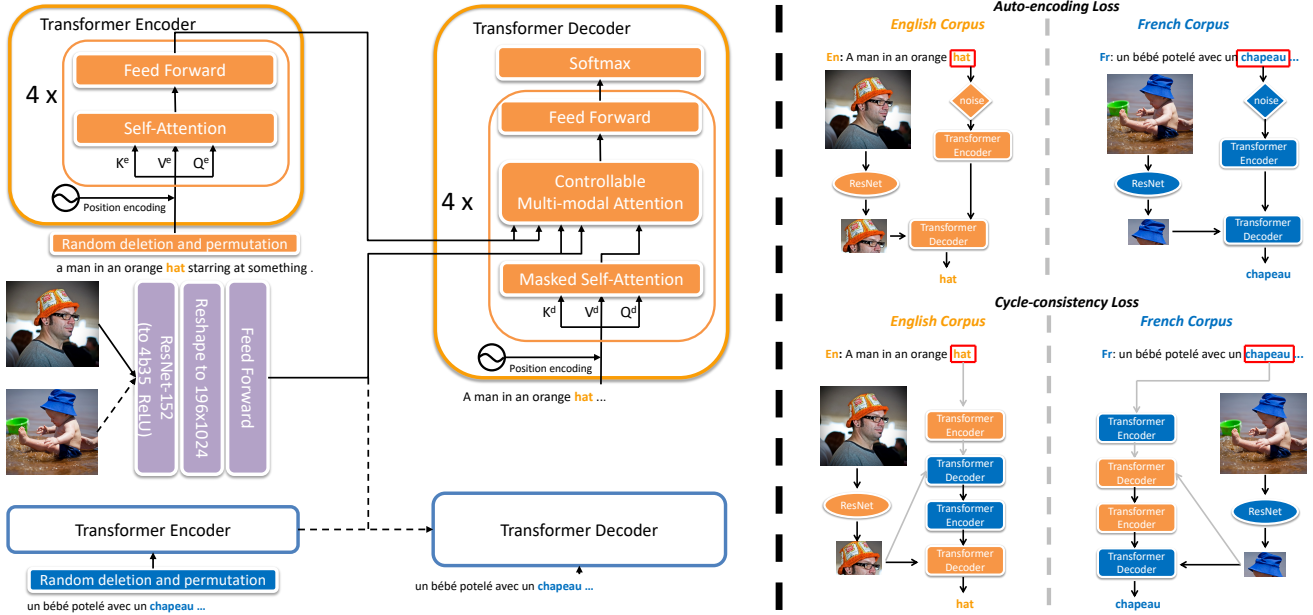 Transformer Encoder
Feed Forward
4 x
Self-Attention
Kᵉ Vᵉ Qᵉ
Position encoding
Random deletion and permutation
a man in an orange hat starring at something .
ResNet-152
(to 4b35_ReLU)
Reshape to 196x1024
Feed Forward
Transformer Encoder
Random deletion and permutation
un bébé potelé avec un chapeau ...
Transformer Decoder
Softmax
Feed Forward
4 x
Controllable
Multi-modal Attention
Masked Self-Attention
Kᵈ Vᵈ Qᵈ
Position encoding
A man in an orange hat ...
Transformer Decoder
un bébé potelé avec un chapeau ...
Auto-encoding Loss
English Corpus
En: A man in an orange hat
noise
Transformer
Encoder
ResNet
Transformer
Decoder
hat
French Corpus
Fr: un bébé potelé avec un chapeau ...
noise
Transformer
Encoder
ResNet
Transformer
Decoder
chapeau
Cycle-consistency Loss
English Corpus
En: A man in an orange hat
Transformer
Encoder
Transformer
Decoder
ResNet
Transformer
Encoder
Transformer
Decoder
hat
French Corpus
Fr: un bébé potelé avec un chapeau ...
Transformer
Encoder
Transformer
Decoder
Transformer
Encoder
ResNet
Transformer
Decoder
chapeau